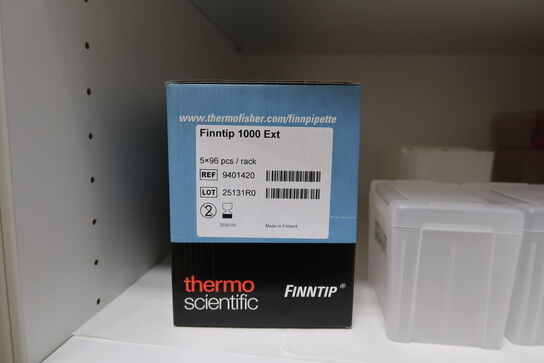 www.thermofisher.com/finnpipette
Finntip 1000 Ext
5×96 pcs / rack
REF 9401420
LOT 25131R0
2
2030-05
Made in Finland
thermo
scientific
FINNTIP®